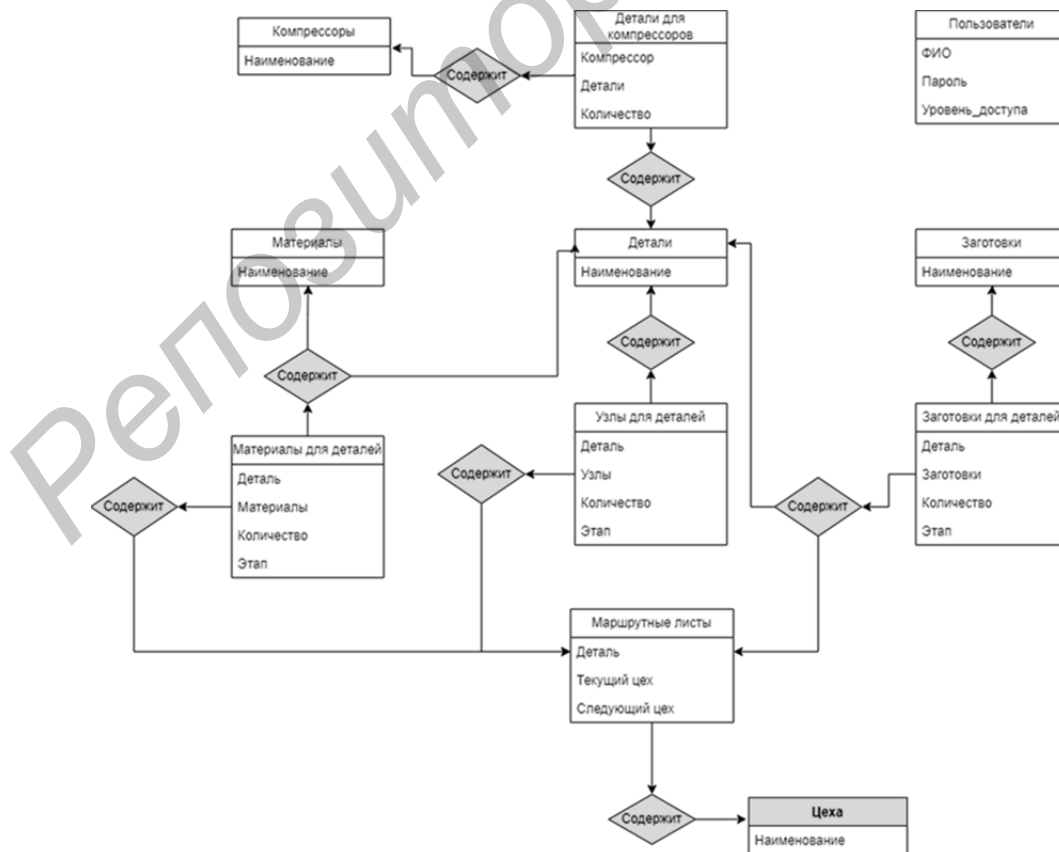 Компрессоры
Наименование
Содержит
Детали для
компрессоров
Компрессор
Детали
Количество
Пользователи
ФИО
Пароль
Уровень_доступа
Содержит
Материалы
Наименование
Детали
Наименование
Заготовки
Наименование
Содержит
Содержит
Содержит
Материалы для деталей
Деталь
Материалы
Количество
Этап
Узлы для деталей
Деталь
Узлы
Количество
Этап
Заготовки для деталей
Деталь
Заготовки
Количество
Этап
Содержит
Содержит
Содержит
Маршрутные листы
Деталь
Текущий цех
Следующий цех
Содержит
Цеха
Наименование